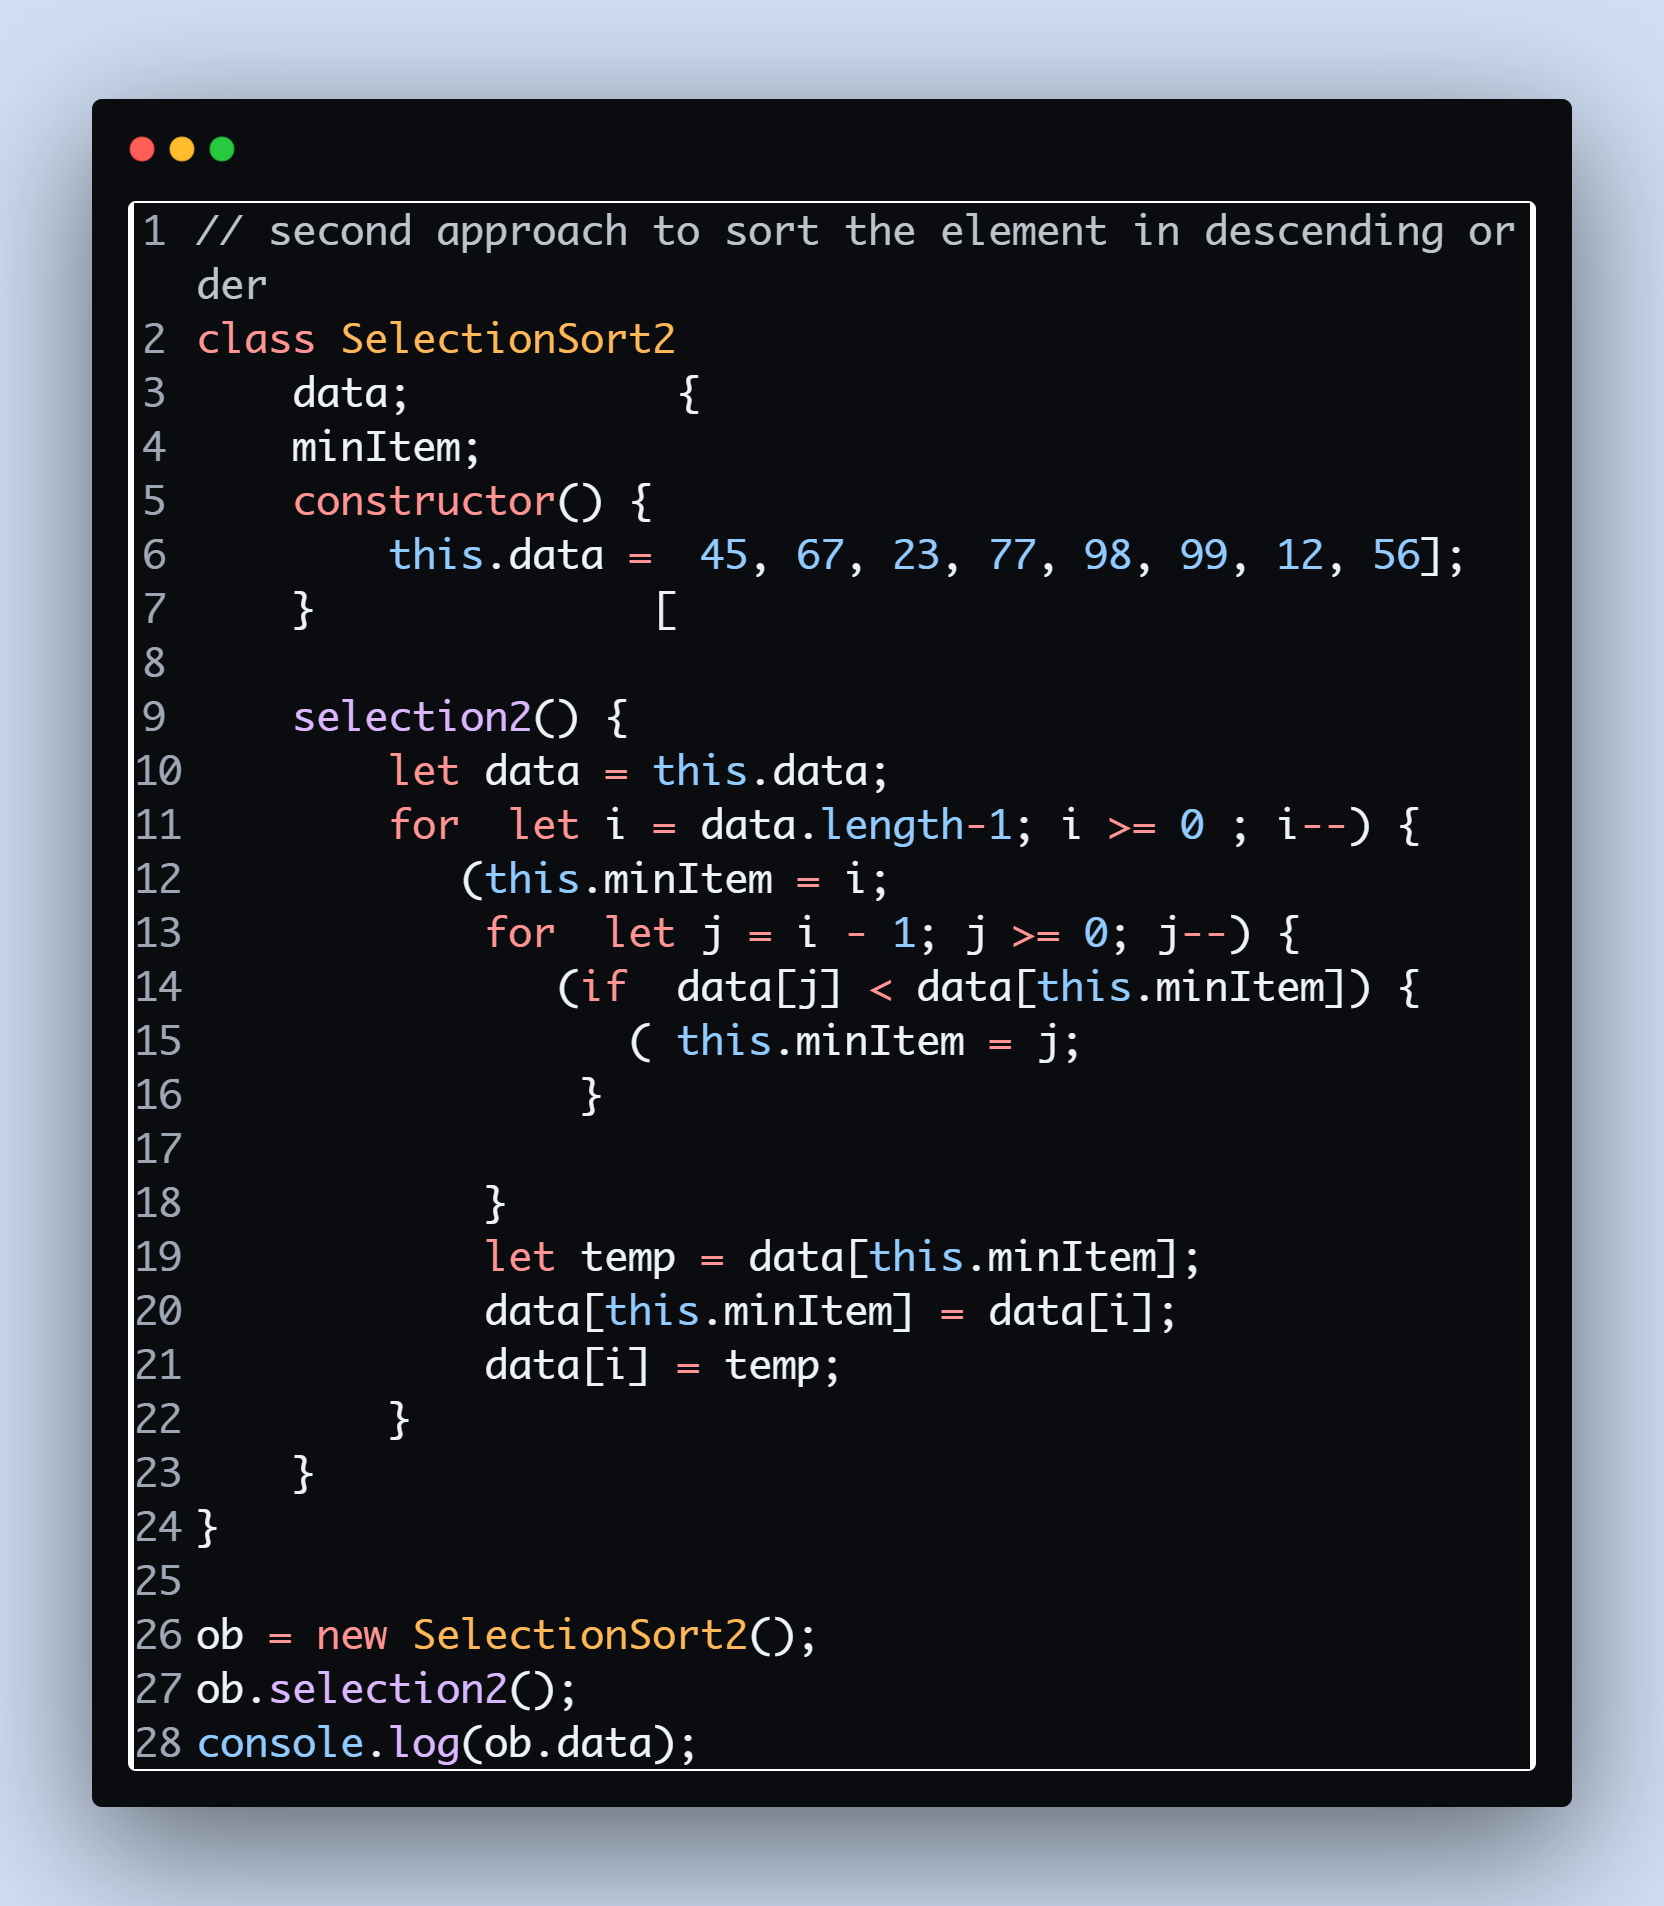 1 // second approach to sort the element in descending or
der
2 class SelectionSort2
3     data;           {
4     minItem;
5     constructor() {
6         this.data =  45, 67, 23, 77, 98, 99, 12, 56];
7     }              [
8
9     selection2() {
10         let data = this.data;
11         for  let i = data.length-1; i >= 0 ; i--) {
12            (this.minItem = i;
13             for  let j = i - 1; j >= 0; j--) {
14                (if  data[j] < data[this.minItem]) {
15                   ( this.minItem = j;
16                 }
17
18             }
19             let temp = data[this.minItem];
20             data[this.minItem] = data[i];
21             data[i] = temp;
22         }
23     }
24 }
25
26 ob = new SelectionSort2();
27 ob.selection2();
28 console.log(ob.data);